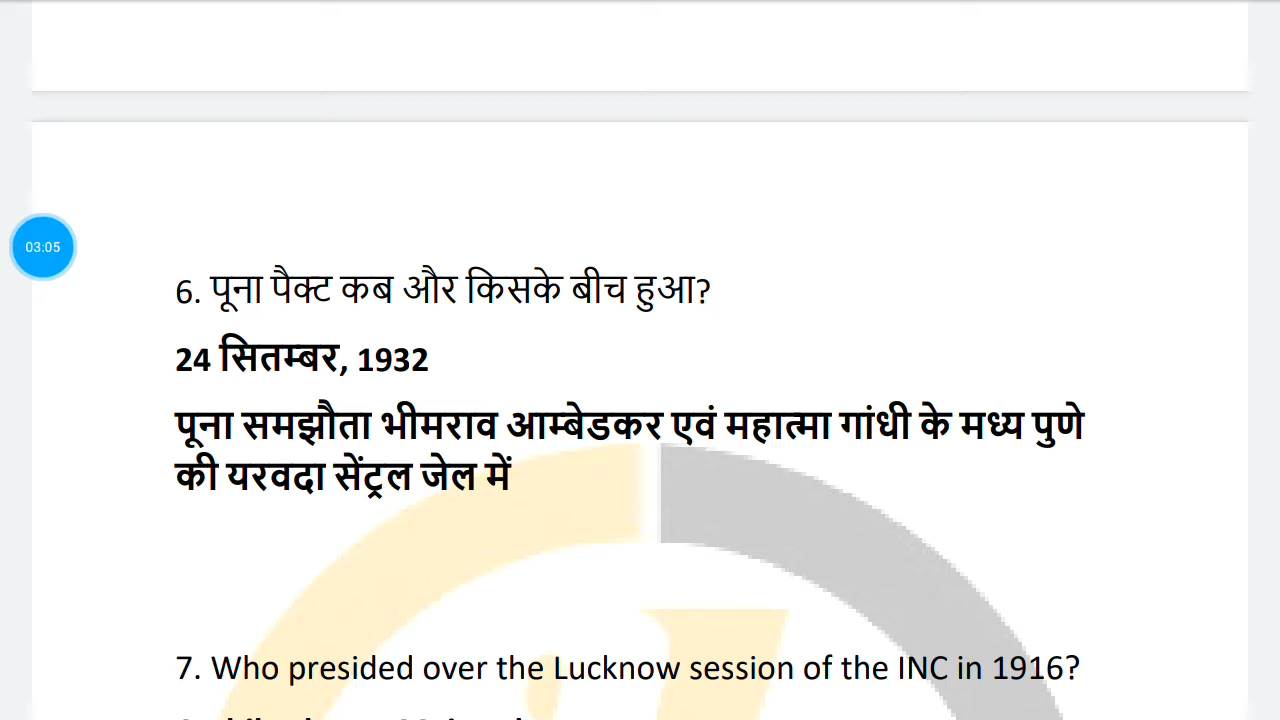 03:05
6. पूना पैक्ट कब और किसके बीच हुआ?
24 सितम्बर, 1932
पूना समझौता भीमराव आम्बेडकर एवं महात्मा गांधी के मध्य पुणे
की यरवदा सेंट्रल जेल में
7. Who presided over the Lucknow session of the INC in 1916?